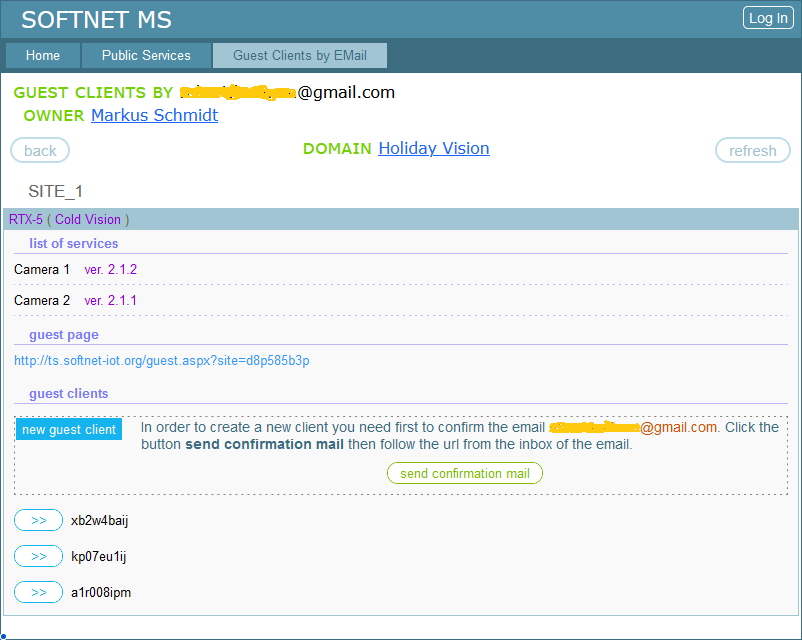 SOFTNET MS
Log In
Home
Public Services
Guest Clients by EMail
GUEST CLIENTS BY @gmail.com
OWNER Markus Schmidt
back
DOMAIN Holiday Vision
refresh
SITE_1
RTX-5 ( Cold Vision )
list of services
Camera 1 ver. 2.1.2
Camera 2 ver. 2.1.1
guest page
http://ts.softnet-iot.org/guest.aspx?site=d8p585b3p
guest clients
new guest client
In order to create a new client you need first to confirm the email @gmail.com. Click the
button send confirmation mail then follow the url from the inbox of the email.
send confirmation mail
>> xb2w4baij
>> kp07eu1ij
>> a1r008ipm